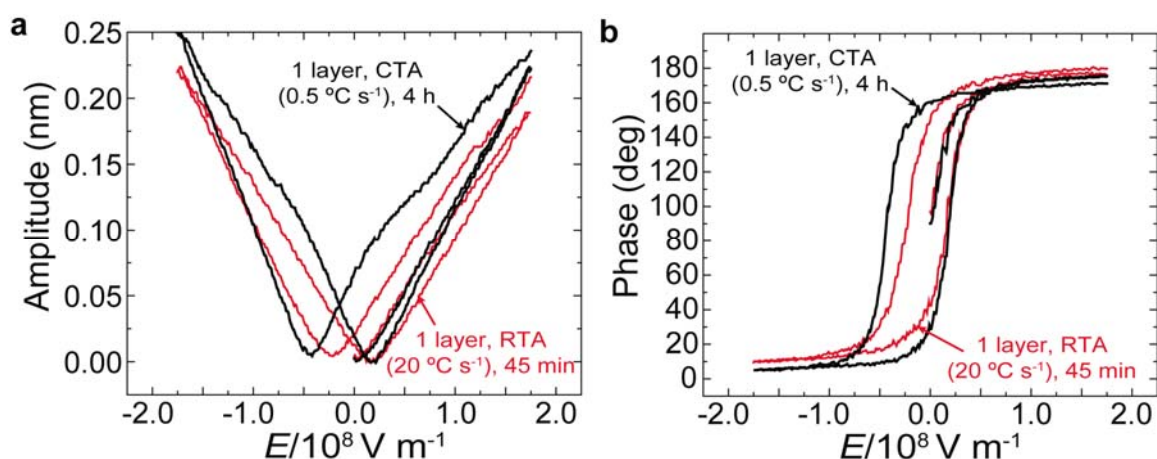 a
0.25
0.20
0.15
0.10
0.05
0.00
Amplitude (nm)
1 layer, CTA
(0.5 ºC s⁻¹), 4 h
1 layer, RTA
(20 ºC s⁻¹), 45 min
-2.0 -1.0 0.0 1.0 2.0
E/10⁸ V m⁻¹
b
180
160
140
120
100
80
60
40
20
0
Phase (deg)
1 layer, CTA
(0.5 ºC s⁻¹), 4 h
1 layer, RTA
(20 ºC s⁻¹), 45 min
-2.0 -1.0 0.0 1.0 2.0
E/10⁸ V m⁻¹